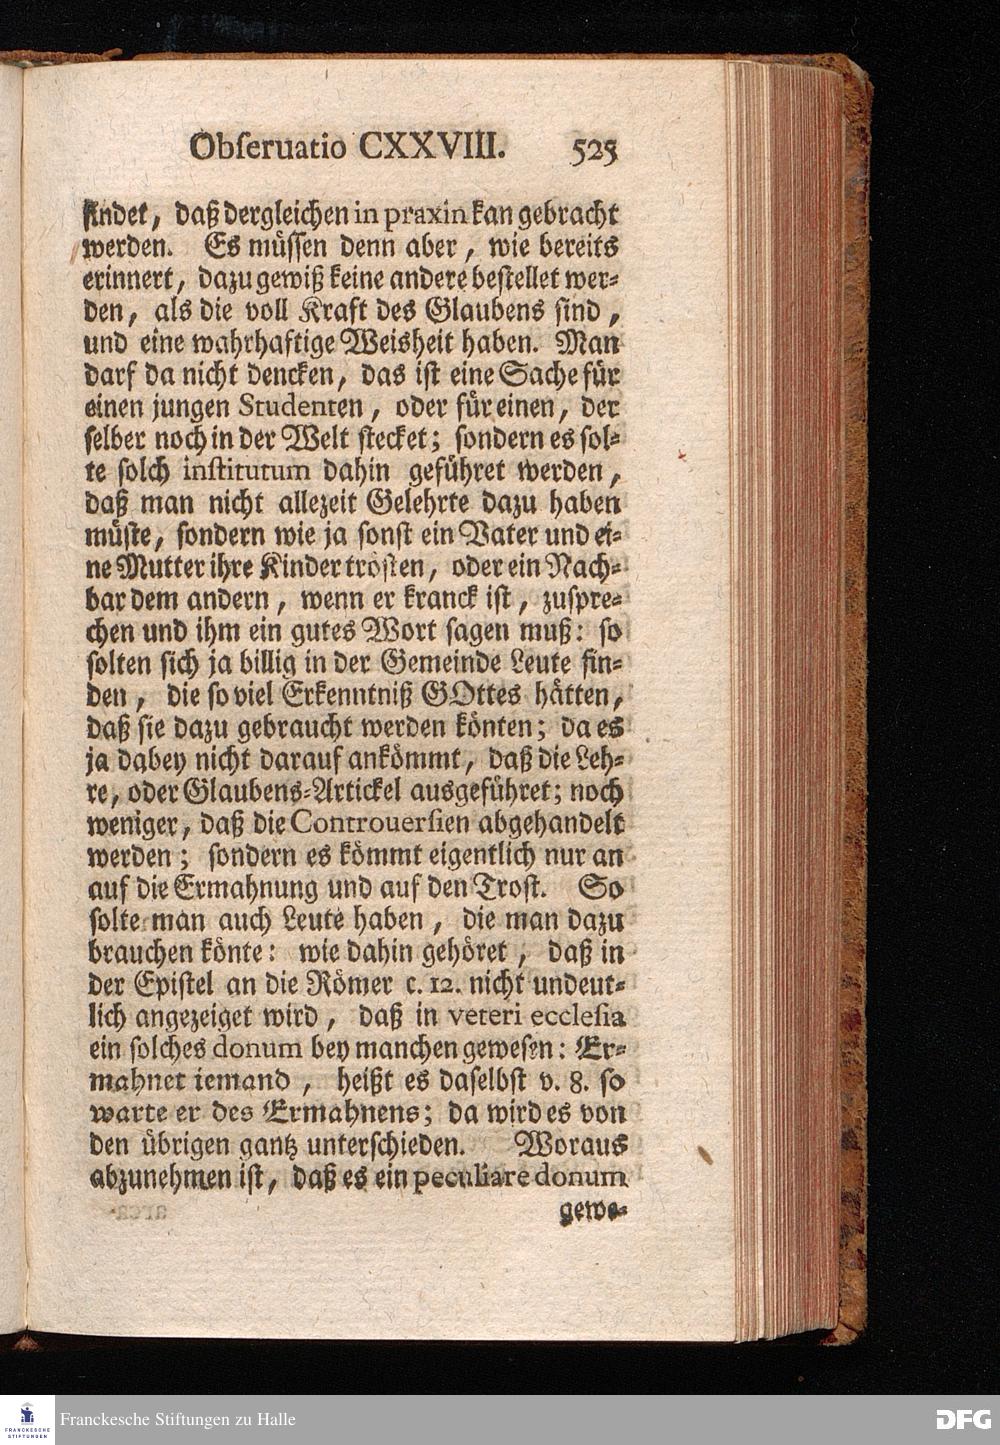 Obſeruatio CXXVIII. 525
findet, daß dergleichen in praxin kan gebracht
werden. Es müſſen denn aber, wie bereits
erinnert, dazu gewiß keine andere beſtellet wer⸗
den, als die voll Kraft des Glaubens ſind,
und eine wahrhaftige Weisheit haben. Man
darf da nicht dencken, das iſt eine Sache für
einen jungen Studenten, oder für einen, der
ſelber noch in der Welt ſtecket; ſondern es ſol⸗
te ſolch inſtitutum dahin geführet werden,
daß man nicht allezeit Gelehrte dazu haben
müſte, ſondern wie ja ſonſt ein Vater und ei⸗
ne Mutter ihre Kinder tröſten, oder ein Nach⸗
bar dem andern, wenn er kranck iſt, zuſpre⸗
chen und ihm ein gutes Wort ſagen muß: ſo
ſolten ſich ja billig in der Gemeinde Leute fin⸗
den, die ſo viel Erkenntniß GOttes hätten,
daß ſie dazu gebraucht werden könten; da es
ja dabey nicht darauf ankömmt, daß die Leh⸗
re, oder Glaubens⸗Artickel ausgeführet; noch
weniger, daß die Controuerſien abgehandelt
werden; ſondern es kömmt eigentlich nur an
auf die Ermahnung und auf den Troſt. So
ſolte man auch Leute haben, die man dazu
brauchen könte: wie dahin gehöret, daß in
der Epiſtel an die Römer c. 12. nicht undeut⸗
lich angezeiget wird, daß in veteri eccleſia
ein ſolches donum bey manchen geweſen: Er⸗
mahnet iemand, heißt es daſelbſt v. 8. ſo
warte er des Ermahnens; da wird es von
den übrigen gantz unterſchieden. Woraus
abzunehmen iſt, daß es ein peculiare donum
gewe⸗
FRANCKESCHE
STIFTUNGEN
Franckesche Stiftungen zu Halle
DFG